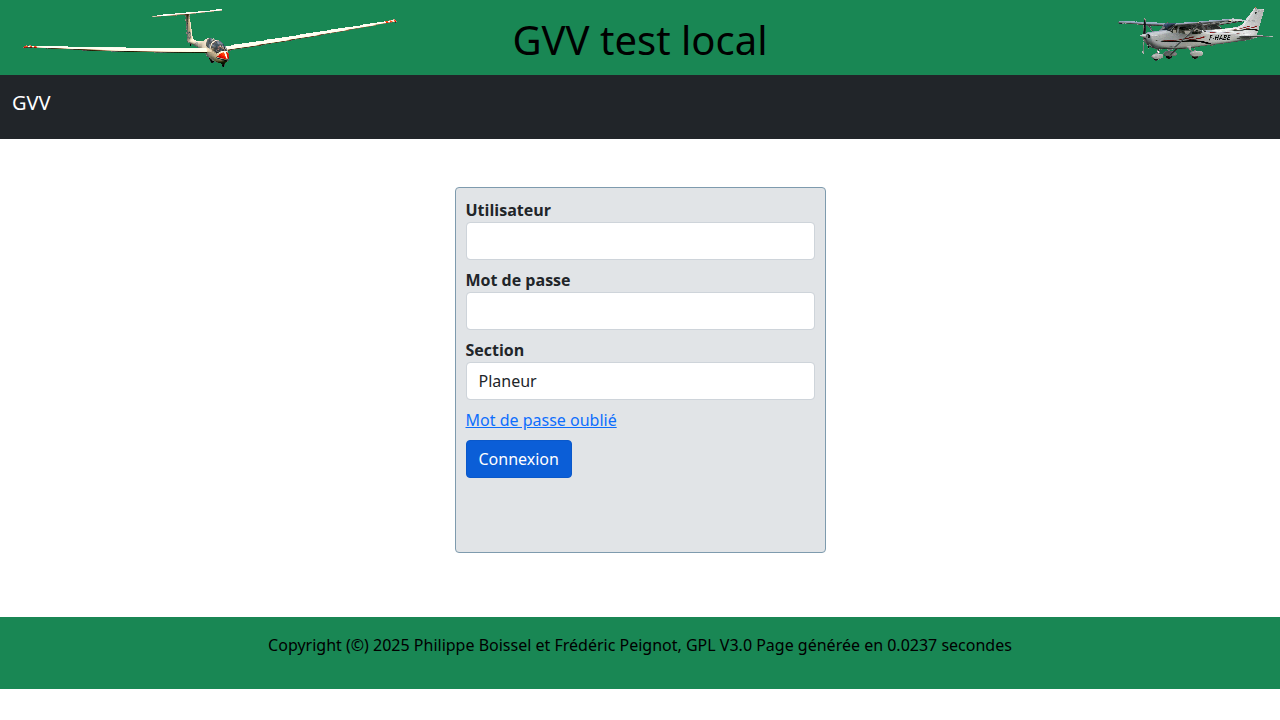 GVV test local
F-HABE
GVV
Utilisateur
Mot de passe
Section
Planeur
Mot de passe oublié
Connexion
Copyright (©) 2025 Philippe Boissel et Frédéric Peignot, GPL V3.0 Page générée en 0.0237 secondes